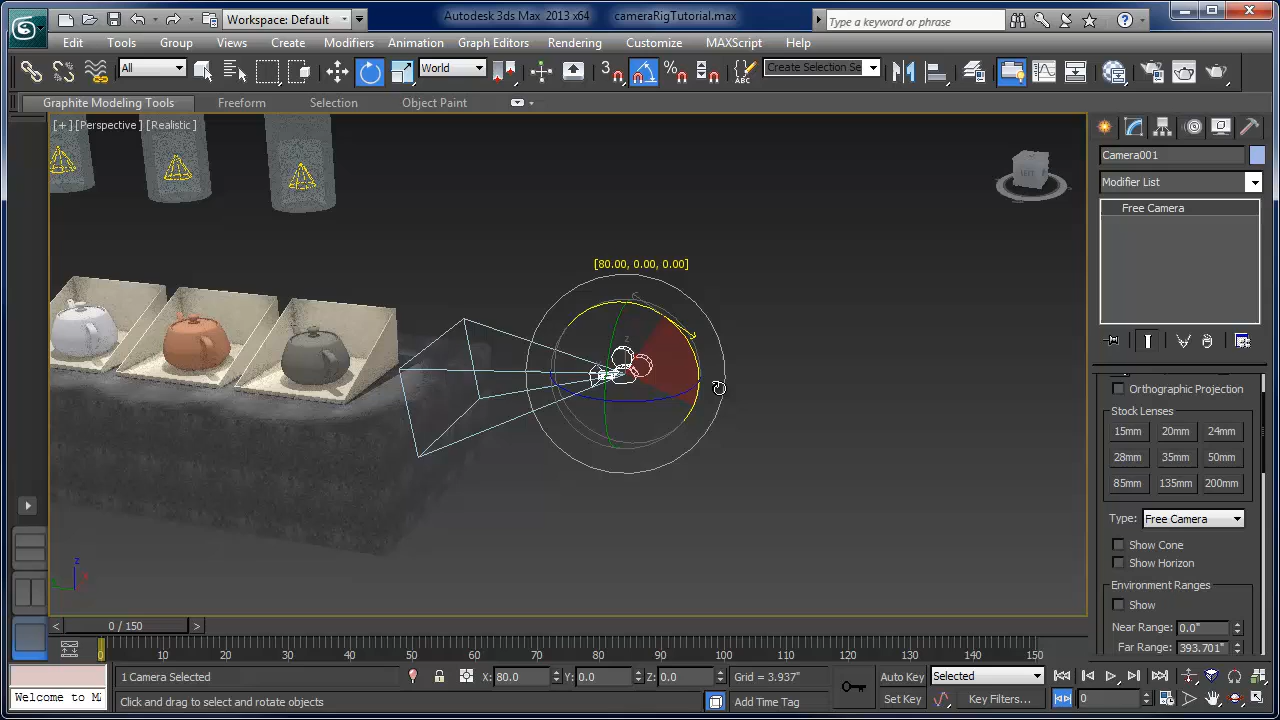 Workspace: Default
Autodesk 3ds Max 2013 x64 cameraRigTutorial.max
Type a keyword or phrase
Edit Tools Group Views Create Modifiers Animation Graph Editors Rendering Customize MAXScript Help
All
World
3
Create Selection Se
ABC
Graphite Modeling Tools Freeform Selection Object Paint
[+] [Perspective] [Realistic]
LEFT
[80.00, 0.00, 0.00]
z
z
x
Camera001
Modifier List
Free Camera
Orthographic Projection
Stock Lenses
15mm 20mm 24mm
28mm 35mm 50mm
85mm 135mm 200mm
Type: Free Camera
Show Cone
Show Horizon
Environment Ranges
Show
Near Range: 0.0"
Far Range: 393.701"
< 0 / 150 >
0 10 20 30 40 50 60 70 80 90 100 110 120 130 140 150
1 Camera Selected
X: 80.0 Y: 0.0 Z: 0.0
Grid = 3.937"
Auto Key
Selected
Welcome to M
Click and drag to select and rotate objects
Add Time Tag
Set Key
Key Filters...
0